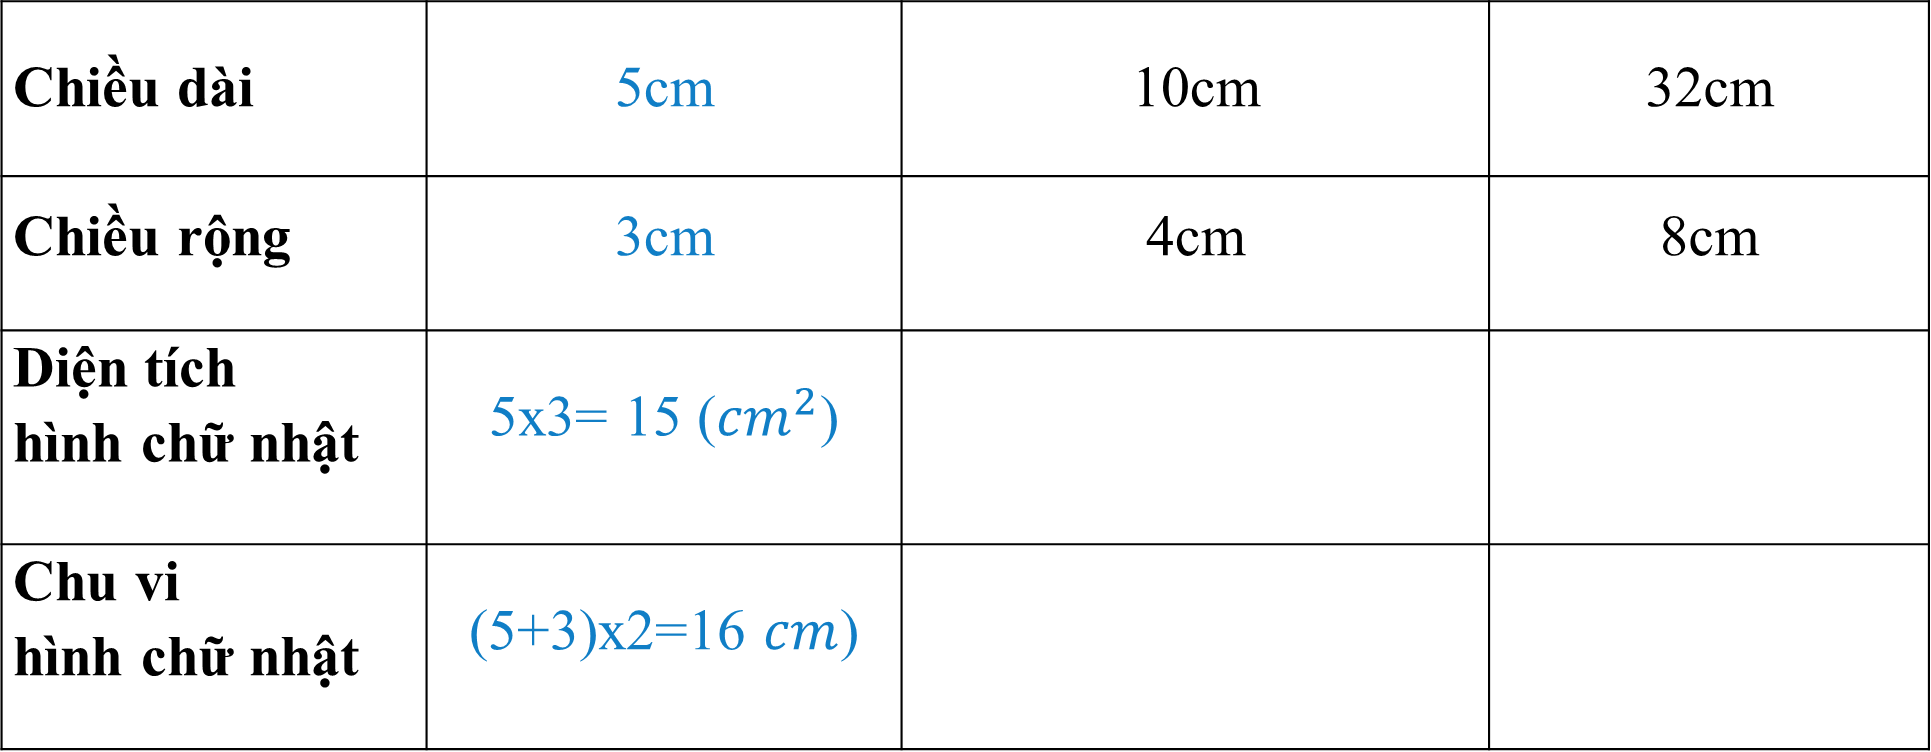 Chiều dài 5cm 10cm 32cm
Chiều rộng 3cm 4cm 8cm
Diện tích
hình chữ nhật
5x3= 15 (cm²)
Chu vi
hình chữ nhật
(5+3)x2=16 cm)